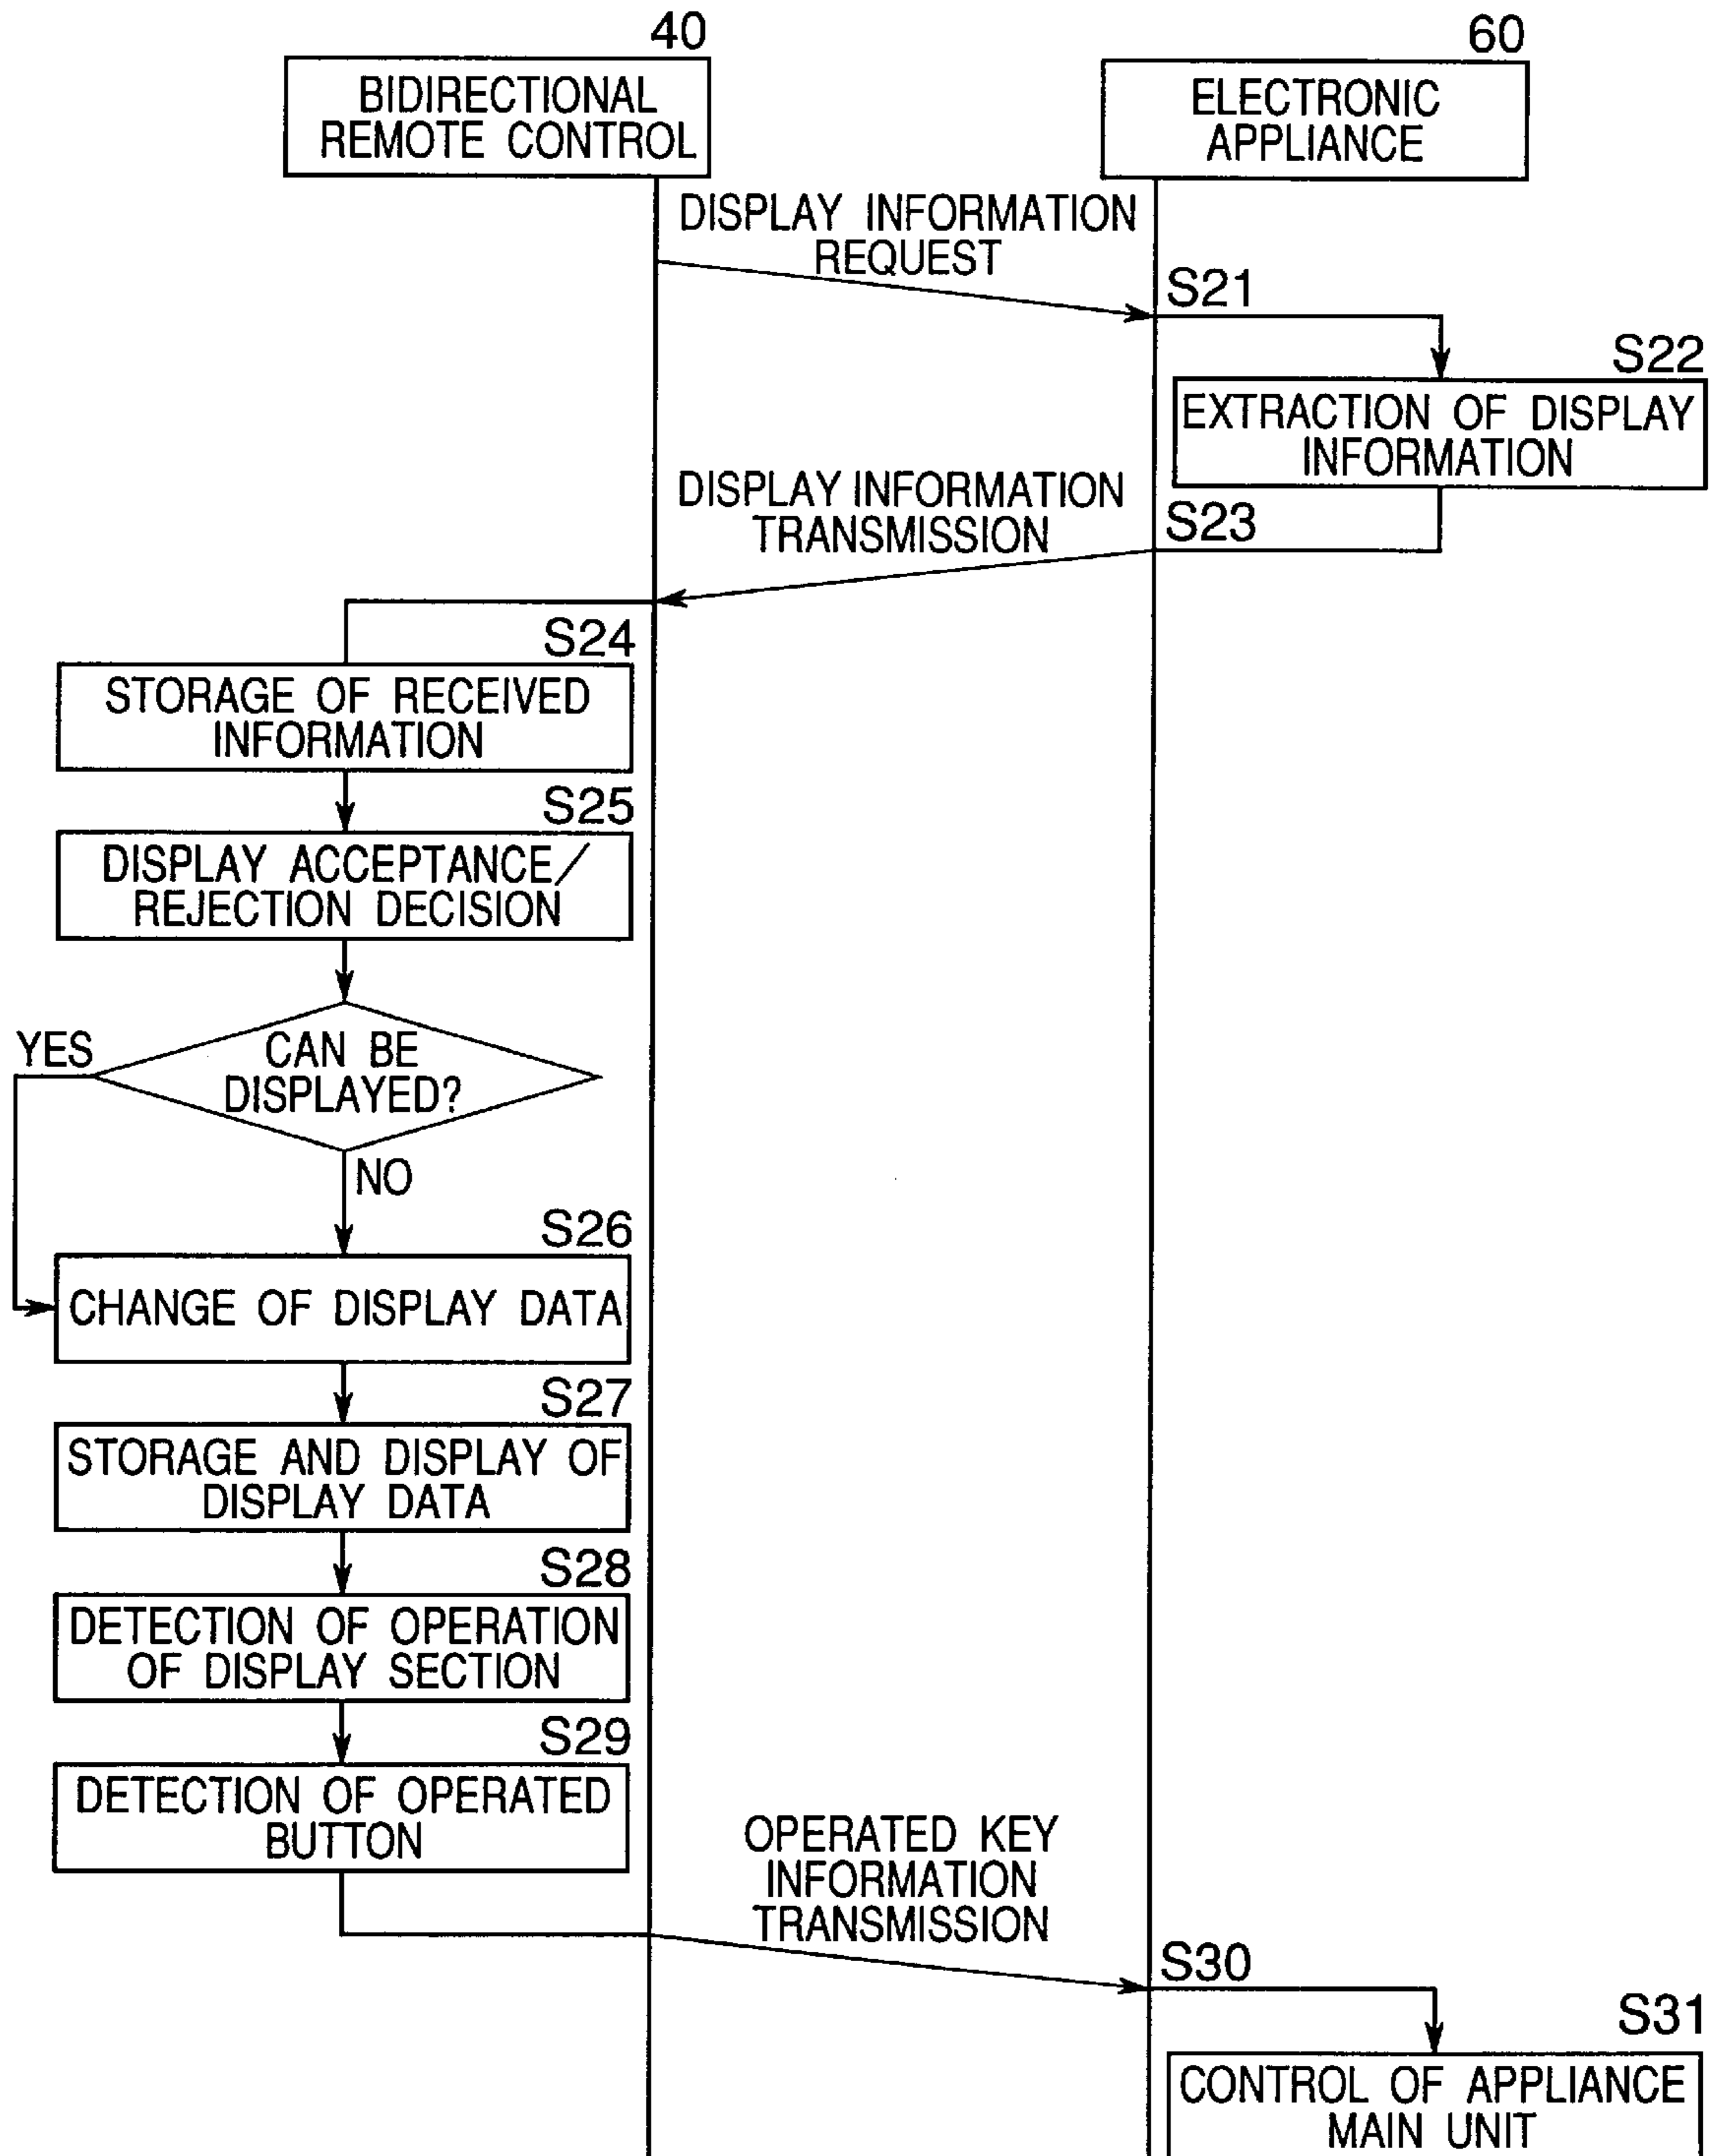 40
BIDIRECTIONAL
REMOTE CONTROL
60
ELECTRONIC
APPLIANCE
DISPLAY INFORMATION
REQUEST
S21
S22
EXTRACTION OF DISPLAY
INFORMATION
DISPLAY INFORMATION
TRANSMISSION
S23
S24
STORAGE OF RECEIVED
INFORMATION
S25
DISPLAY ACCEPTANCE/
REJECTION DECISION
YES
CAN BE
DISPLAYED?
NO
S26
CHANGE OF DISPLAY DATA
S27
STORAGE AND DISPLAY OF
DISPLAY DATA
S28
DETECTION OF OPERATION
OF DISPLAY SECTION
S29
DETECTION OF OPERATED
BUTTON
OPERATED KEY
INFORMATION
TRANSMISSION
S30
S31
CONTROL OF APPLIANCE
MAIN UNIT